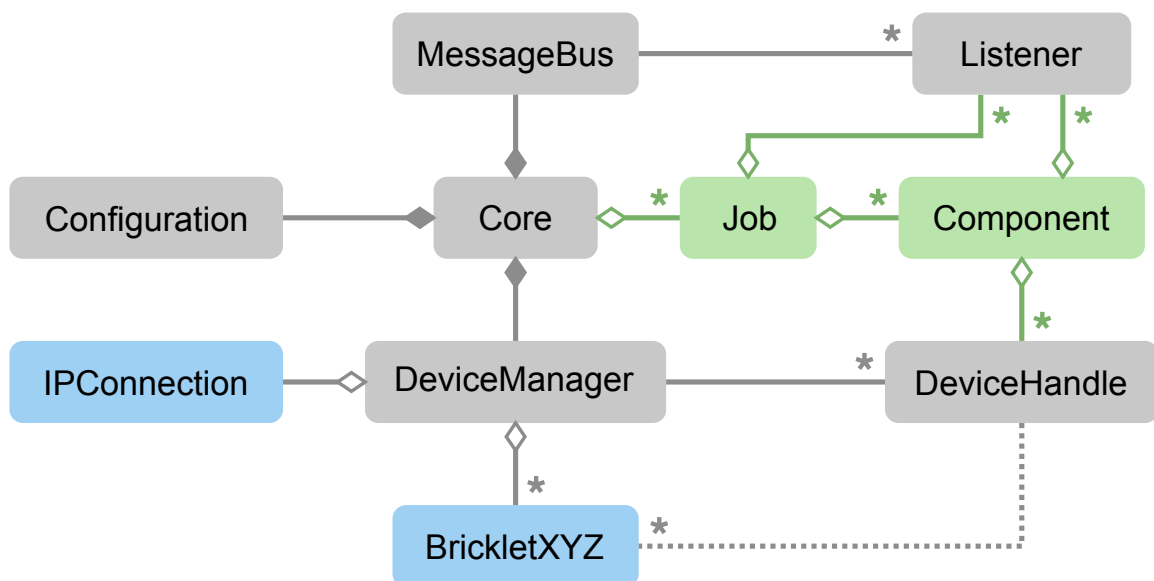 MessageBus
*
Listener
*
*
Configuration
Core
*
Job
*
Component
*
IPConnection
DeviceManager
*
DeviceHandle
*
*
BrickletXYZ